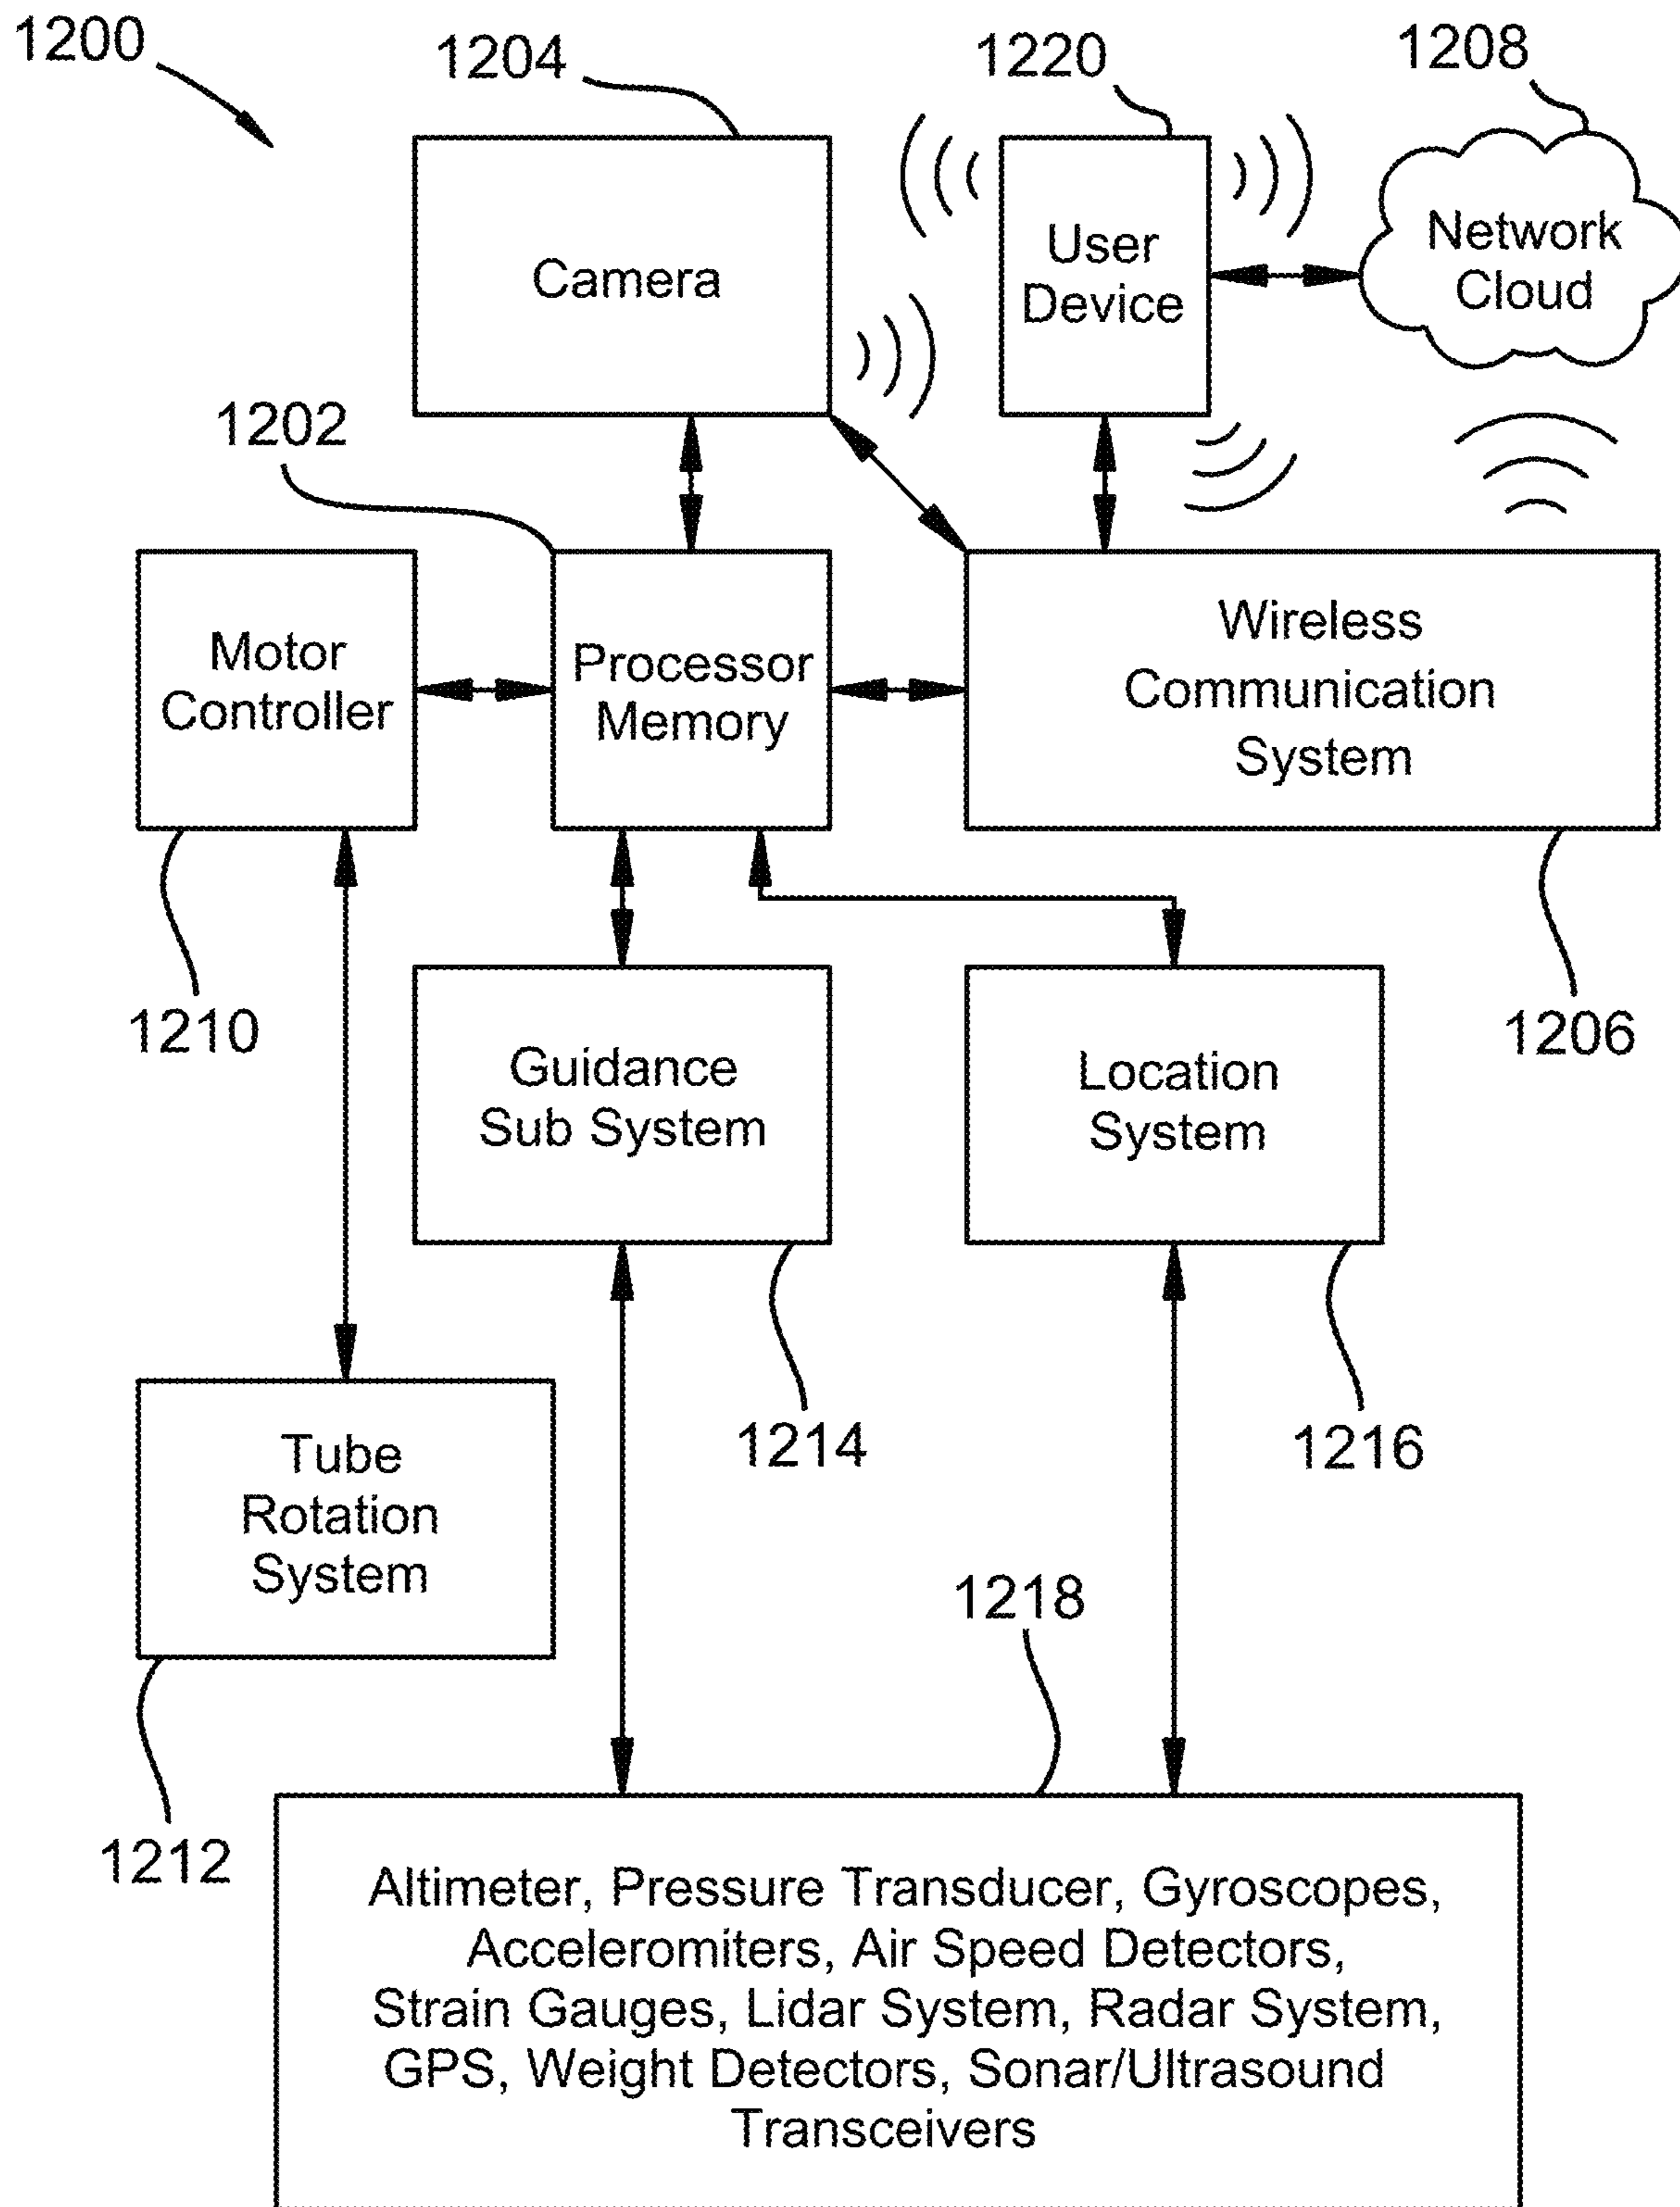 1200
1204
1220
1208
Camera
User
Device
Network
Cloud
1202
Motor
Controller
Processor
Memory
Wireless
Communication
System
1210
1206
Guidance
Sub System
Location
System
Tube
Rotation
System
1214
1216
1218
1212
Altimeter, Pressure Transducer, Gyroscopes,
Acceleromiters, Air Speed Detectors,
Strain Gauges, Lidar System, Radar System,
GPS, Weight Detectors, Sonar/Ultrasound
Transceivers